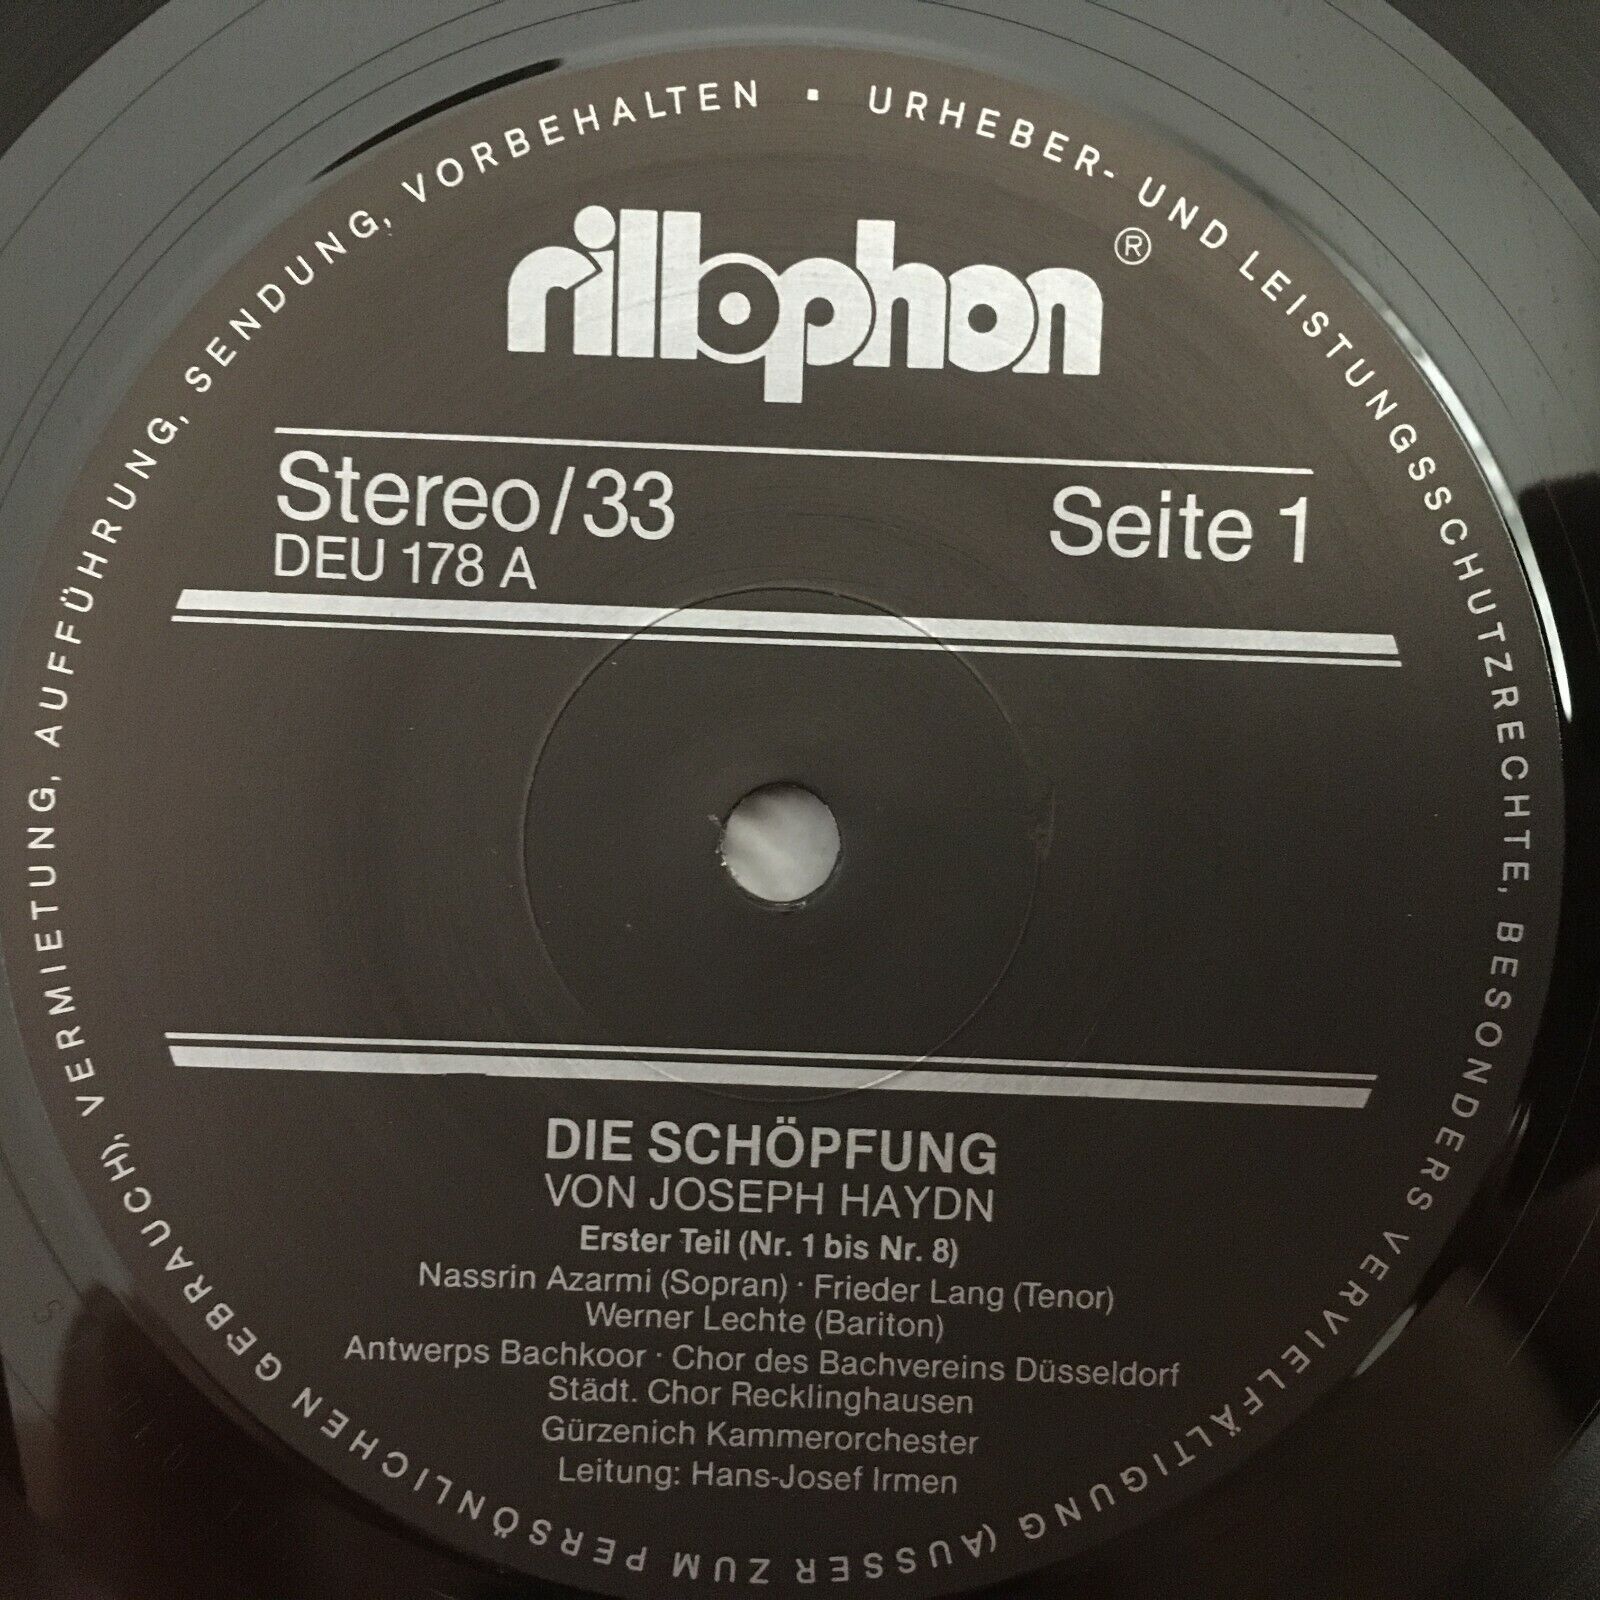 URHEBER- UND LEISTUNGSSCHUTZRECHTE, BESONDERS VERVIELFÄLTIGUNG (AUSSER ZUM PERSÖNLICHEN GEBRAUCH), VERMIETUNG, AUFFÜHRUNG, SENDUNG, VORBEHALTEN ·
rillophon ®
Stereo/33
Seite 1
DEU 178 A
DIE SCHÖPFUNG
VON JOSEPH HAYDN
Erster Teil (Nr. 1 bis Nr. 8)
Nassrin Azarmi (Sopran) · Frieder Lang (Tenor)
Werner Lechte (Bariton)
Antwerps Bachkoor · Chor des Bachvereins Düsseldorf
Städt. Chor Recklinghausen
Gürzenich Kammerorchester
Leitung: Hans-Josef Irmen